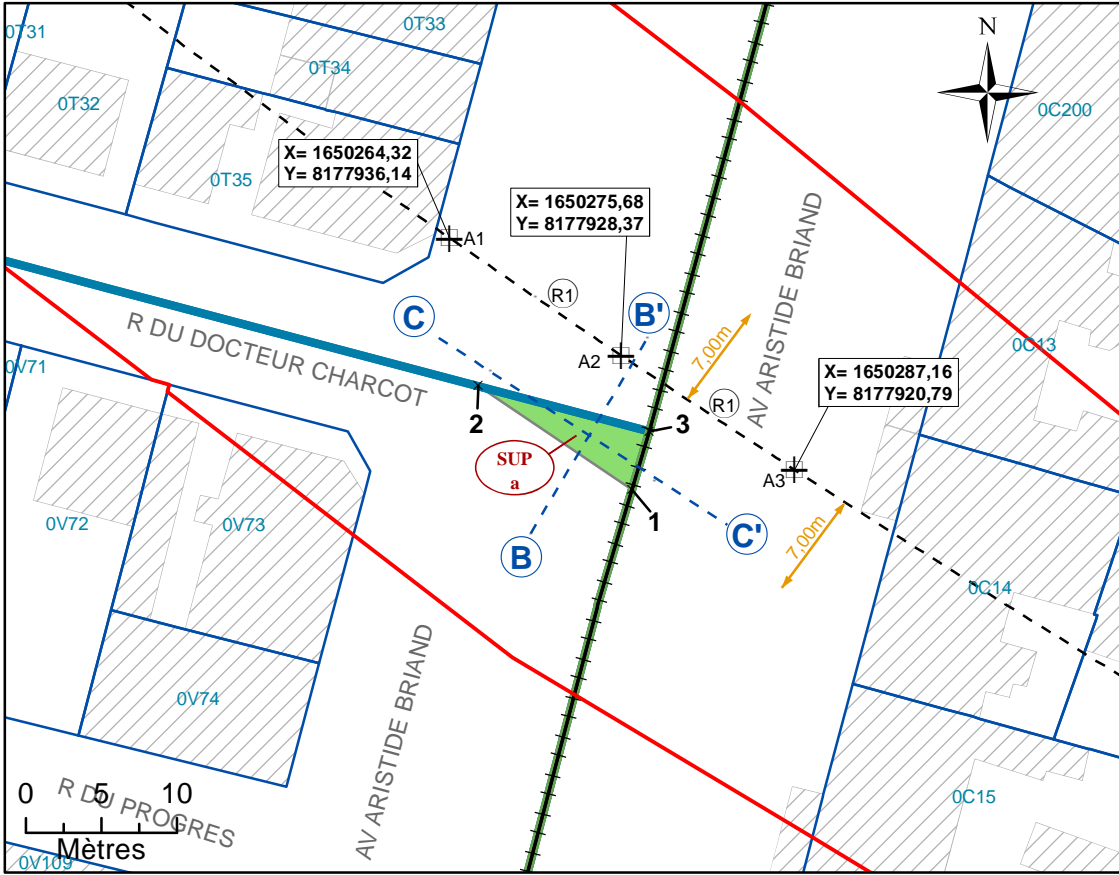 0T31
0T33
N
0T34
0T32
0C200
X= 1650264,32
Y= 8177936,14
0T35
X= 1650275,68
Y= 8177928,37
AV ARISTIDE BRIAND
A1
R1
B'
C
R DU DOCTEUR CHARCOT
A2
7,00m
0C13
0V71
X= 1650287,16
Y= 8177920,79
R1
2
3
SUP
a
A3
0V72
0V73
1
C'
B
7,00m
0C14
0V74
AV ARISTIDE BRIAND
0 5 10
Mètres
R DU PROGRES
0C15
0V109